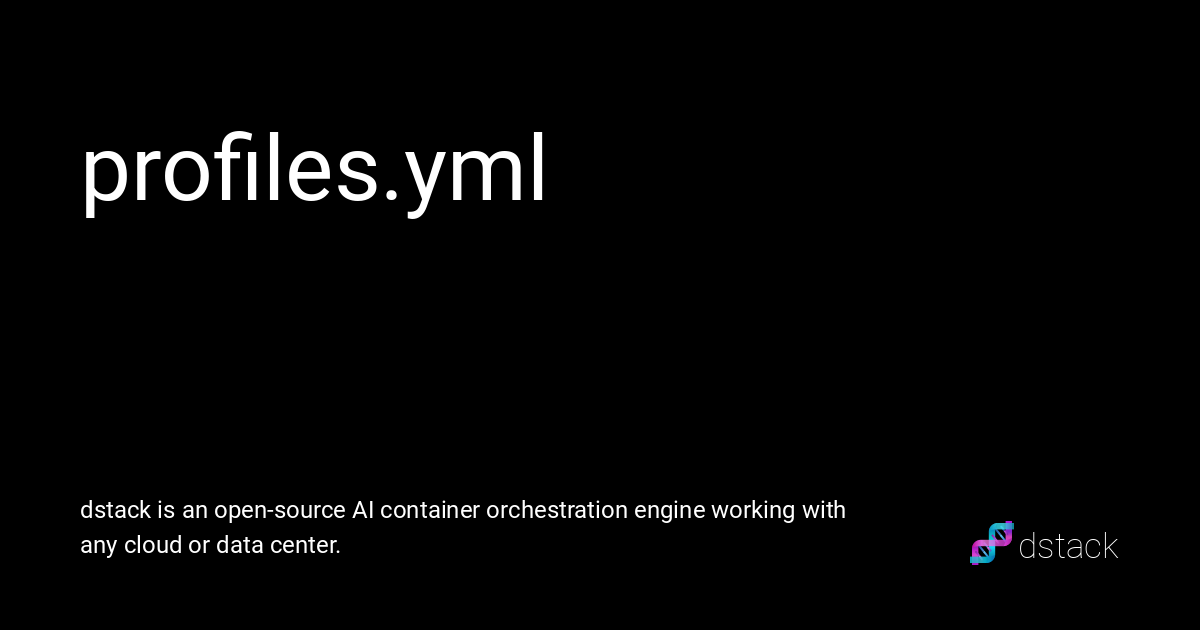 profiles.yml
dstack is an open-source AI container orchestration engine working with
any cloud or data center.
dstack